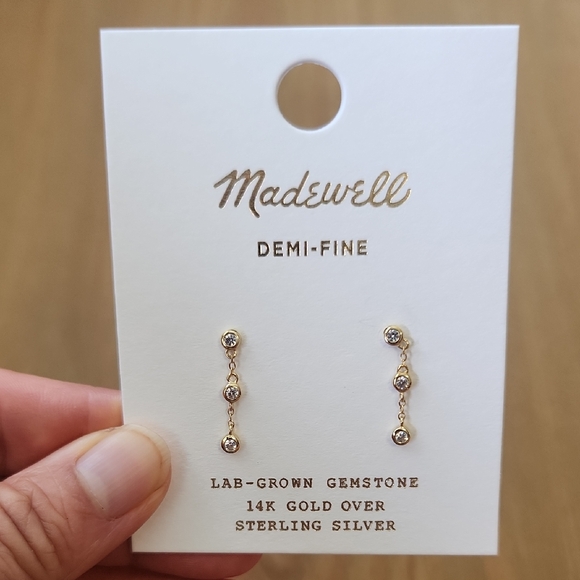 Madewell
DEMI-FINE
LAB-GROWN GEMSTONE
14K GOLD OVER
STERLING SILVER